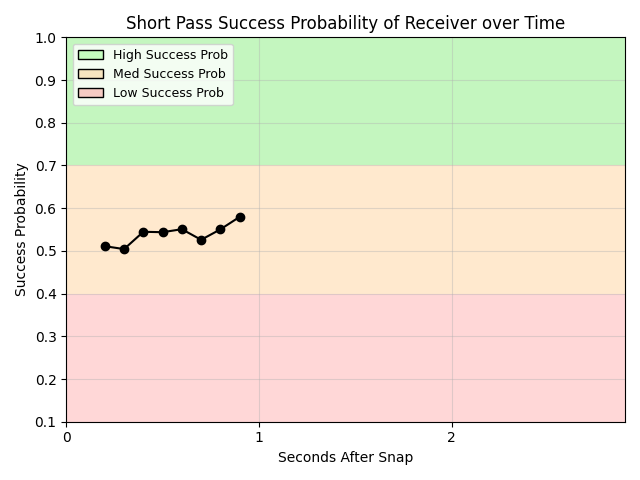 Short Pass Success Probability of Receiver over Time
High Success Prob
Med Success Prob
Low Success Prob
1.0
0.9
0.8
0.7
0.6
0.5
0.4
0.3
0.2
0.1
Success Probability
0 1 2
Seconds After Snap